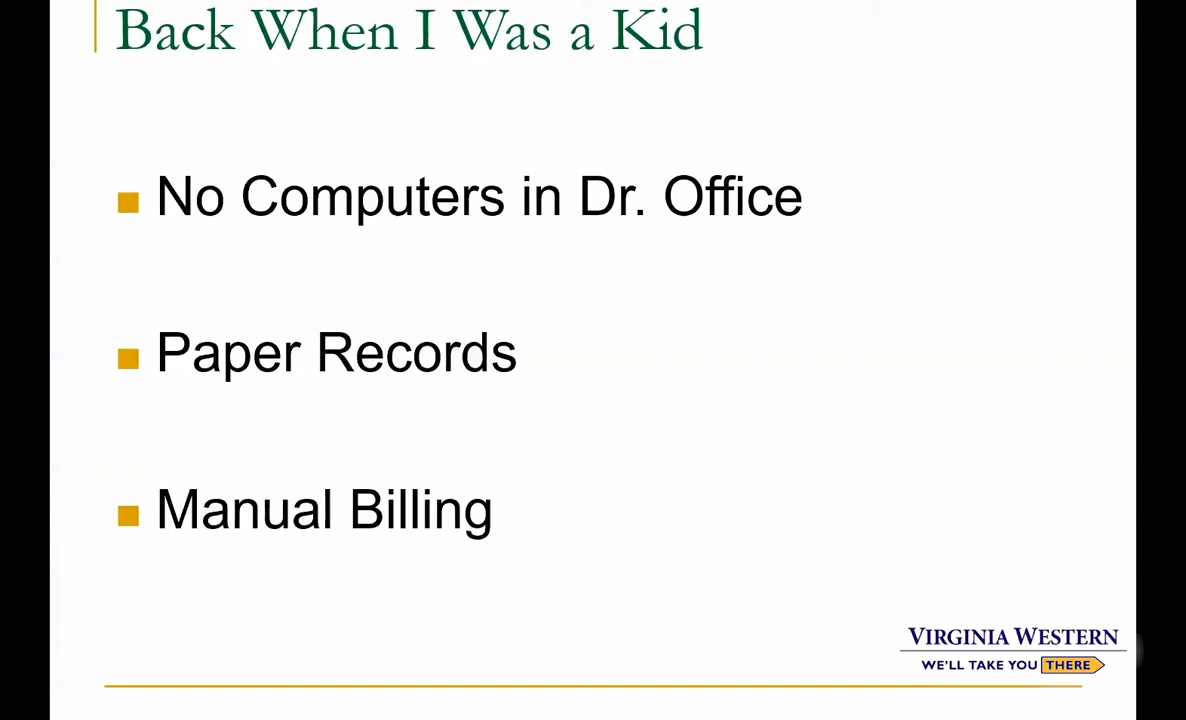 Back When I Was a Kid
No Computers in Dr. Office
Paper Records
Manual Billing
VIRGINIA WESTERN
WE'LL TAKE YOU THERE